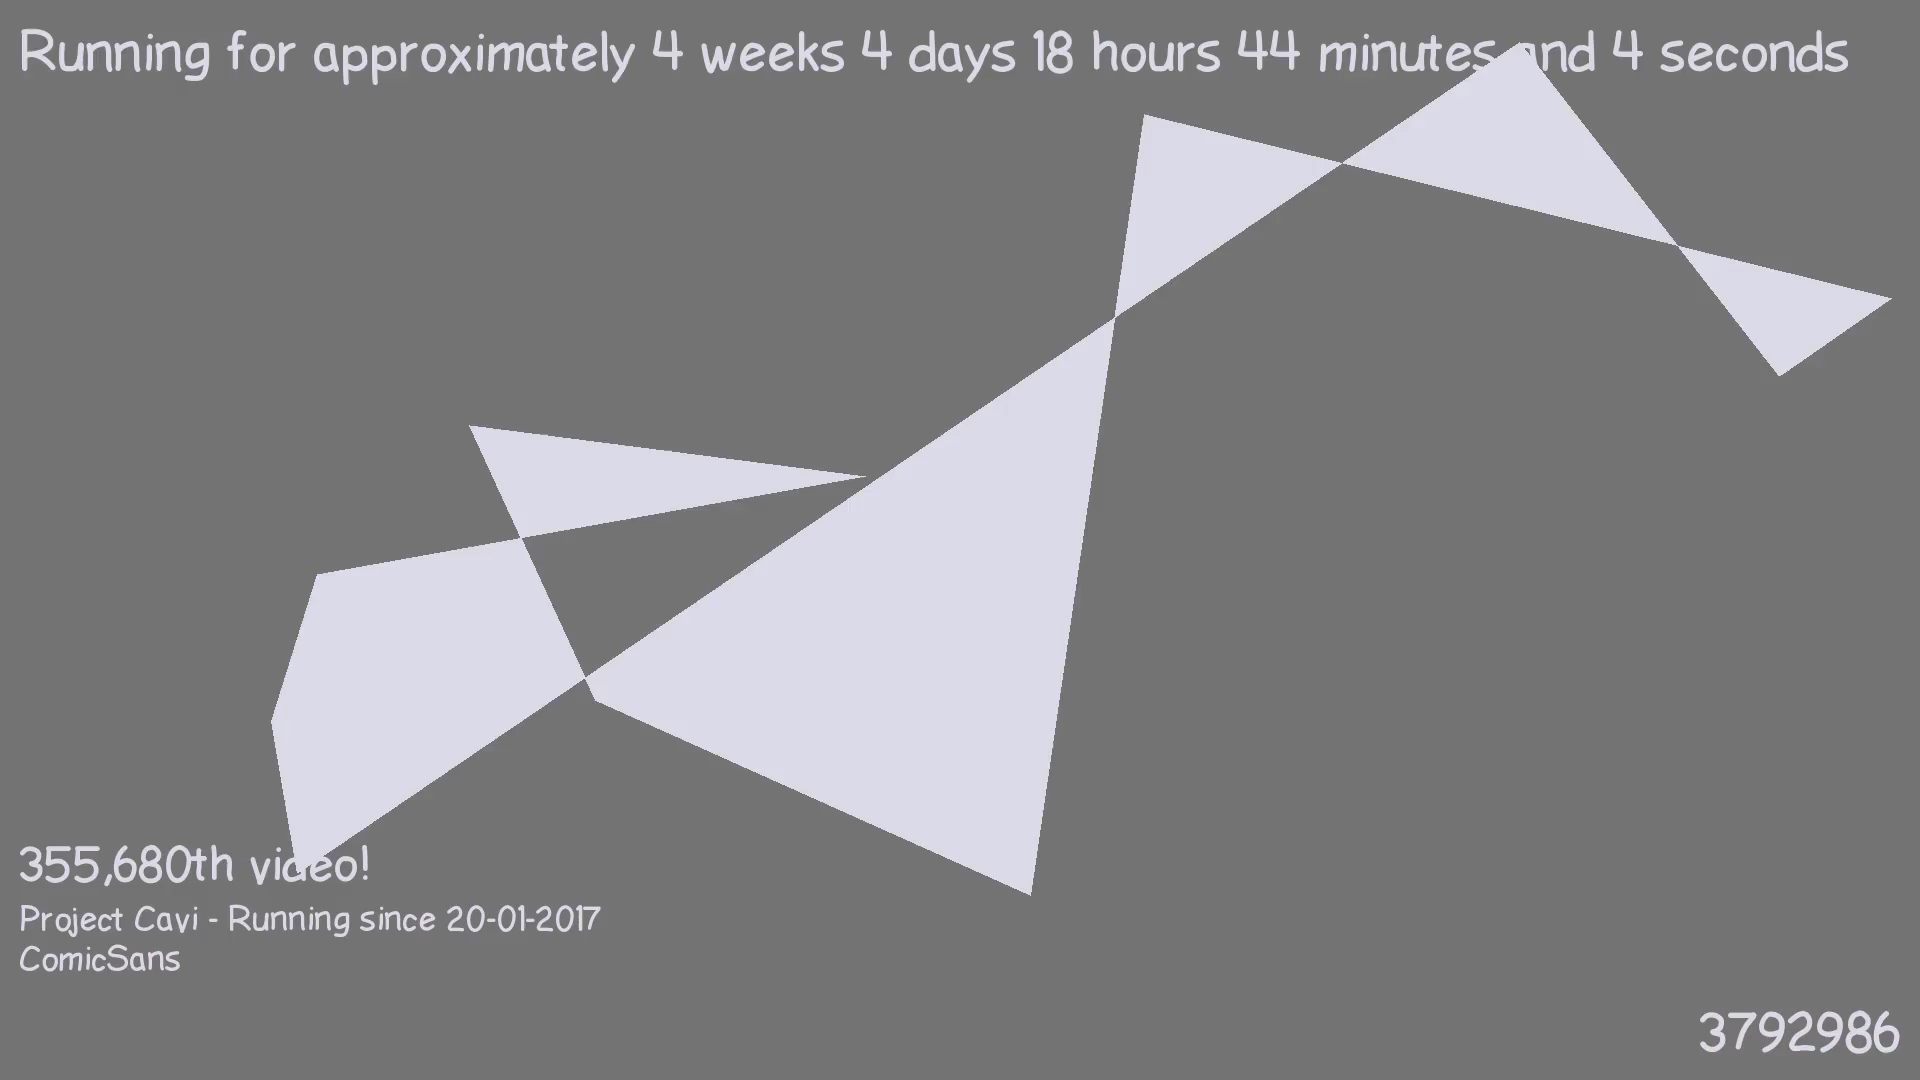 Running for approximately 4 weeks 4 days 18 hours 44 minutes and 4 seconds
355,680th video!
Project Cavi - Running since 20-01-2017
ComicSans
3792986